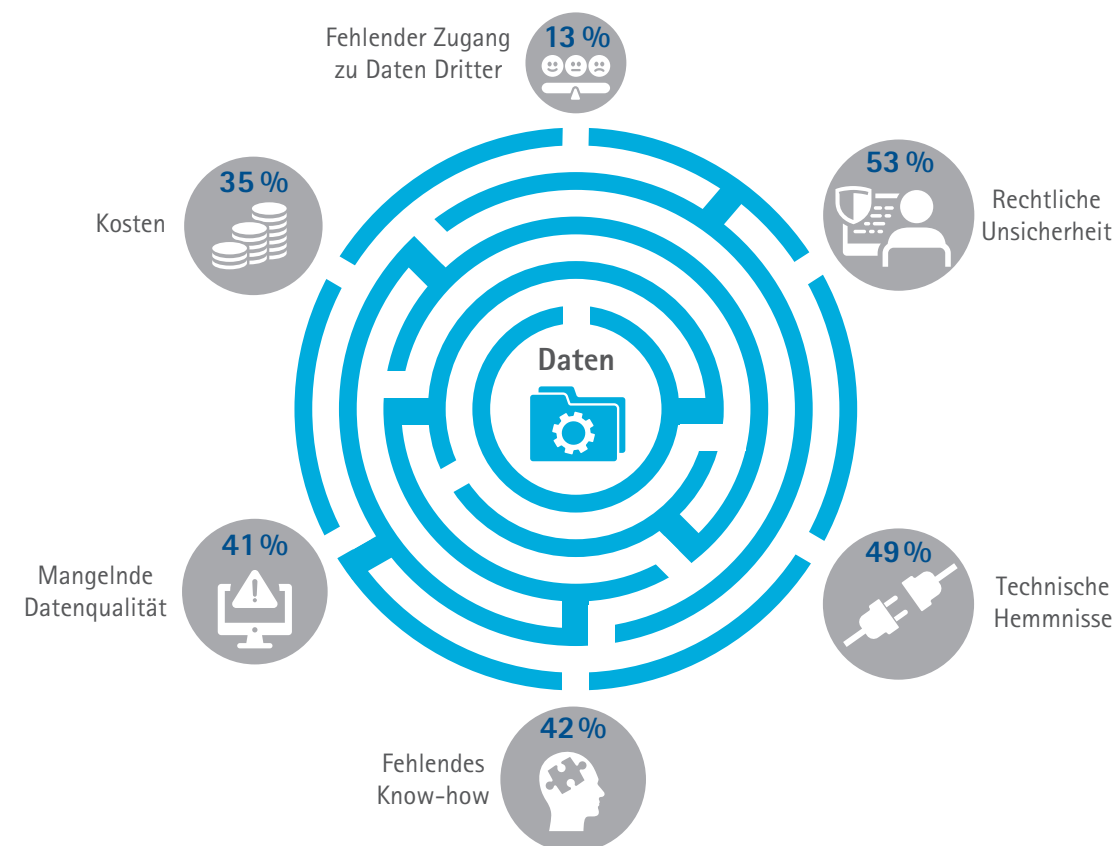 Fehlender Zugang
zu Daten Dritter
13 %
53 %
Rechtliche
Unsicherheit
35 %
Kosten
Daten
41 %
Mangelnde
Datenqualität
49 %
Technische
Hemmnisse
42 %
Fehlendes
Know-how